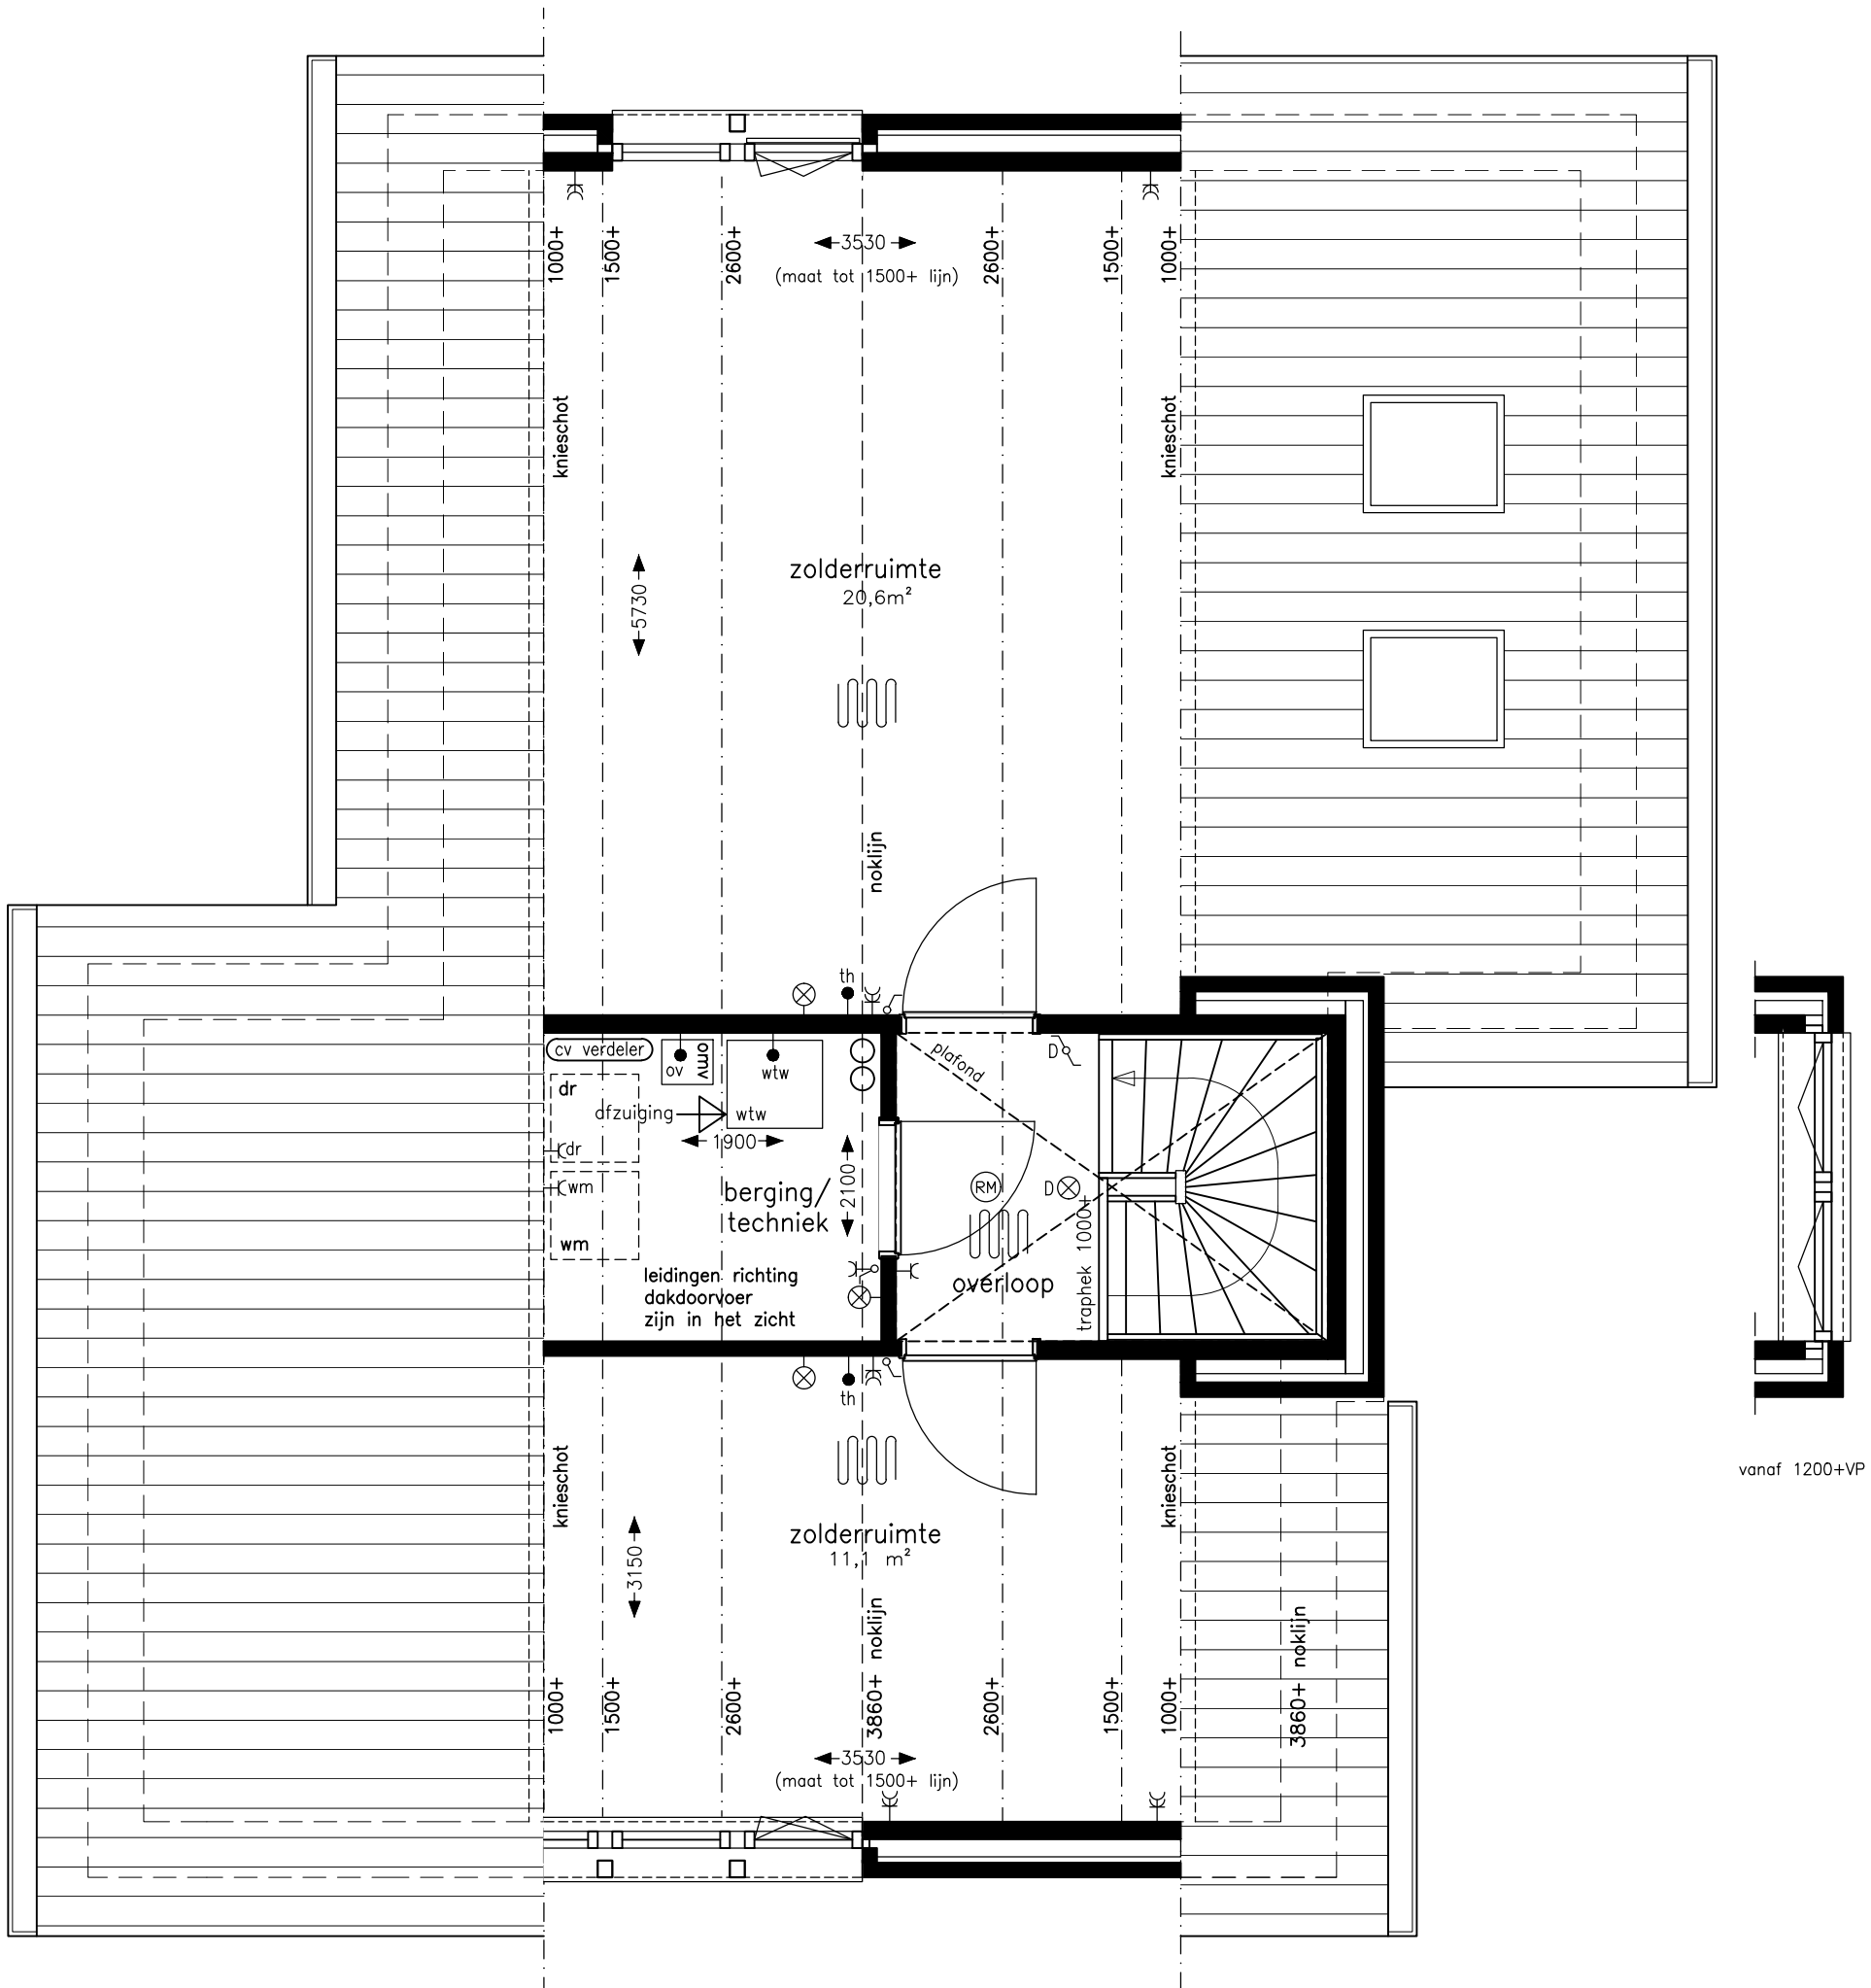 1000+
1500+
2600+
3530
(maat tot 1500+ lijn)
2600+
1500+
1000+
knieschot
knieschot
zolderruimte
20,6m²
5730
noklijn
th
cv verdeler
ov
omv
wtw
plafond
D
dr
afzuiging
wtw
1900
dr
wm
berging/
techniek
2100
RM
D
wm
leidingen richting
dakdoorvoer
zijn in het zicht
overloop
traphek 1000+
th
knieschot
knieschot
vanaf 1200+VP
zolderruimte
11,1 m²
3150
noklijn
noklijn
1000+
1500+
2600+
3860+
2600+
1500+
1000+
3860+
3530
(maat tot 1500+ lijn)